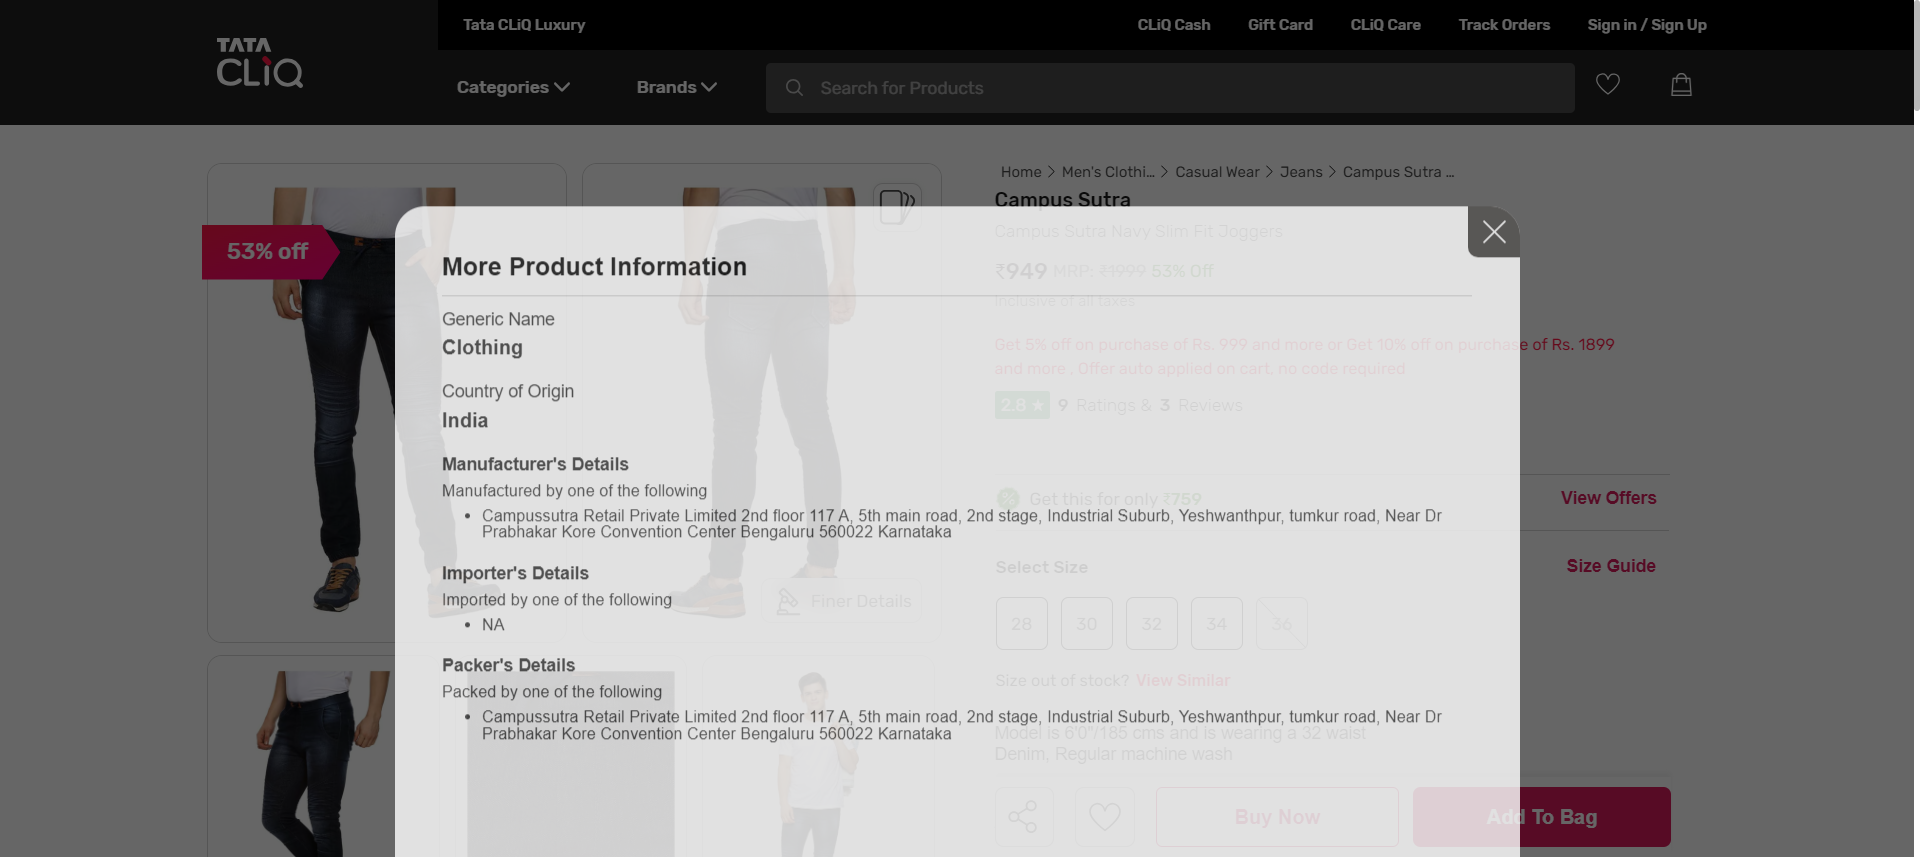 Tata CLiQ Luxury
CLiQ Cash
Gift Card
CLiQ Care
Track Orders
Sign in / Sign Up
TATA
CLiQ
Categories
Brands
Search for Products
Home > Men's Clothi... > Casual Wear > Jeans > Campus Sutra ...
Campus Sutra
Campus Sutra Navy Slim Fit Joggers
53% off
₹949 MRP: ₹1999 53% Off
Inclusive of all taxes
Get 5% off on purchase of Rs. 999 and more or Get 10% off on purchase of Rs. 1899
and more , Offer auto applied on cart, no code required
2.8 ★ 9 Ratings & 3 Reviews
Get this for only ₹759
View Offers
Select Size
Size Guide
28
30
32
34
36
Size out of stock? View Similar
Model is 6'0"/185 cms and is wearing a 32 waist
Denim, Regular machine wash
Finer Details
Buy Now
Add To Bag
More Product Information
Generic Name
Clothing
Country of Origin
India
Manufacturer's Details
Manufactured by one of the following
• Campussutra Retail Private Limited 2nd floor 117 A, 5th main road, 2nd stage, Industrial Suburb, Yeshwanthpur, tumkur road, Near Dr
Prabhakar Kore Convention Center Bengaluru 560022 Karnataka
Importer's Details
Imported by one of the following
• NA
Packer's Details
Packed by one of the following
• Campussutra Retail Private Limited 2nd floor 117 A, 5th main road, 2nd stage, Industrial Suburb, Yeshwanthpur, tumkur road, Near Dr
Prabhakar Kore Convention Center Bengaluru 560022 Karnataka